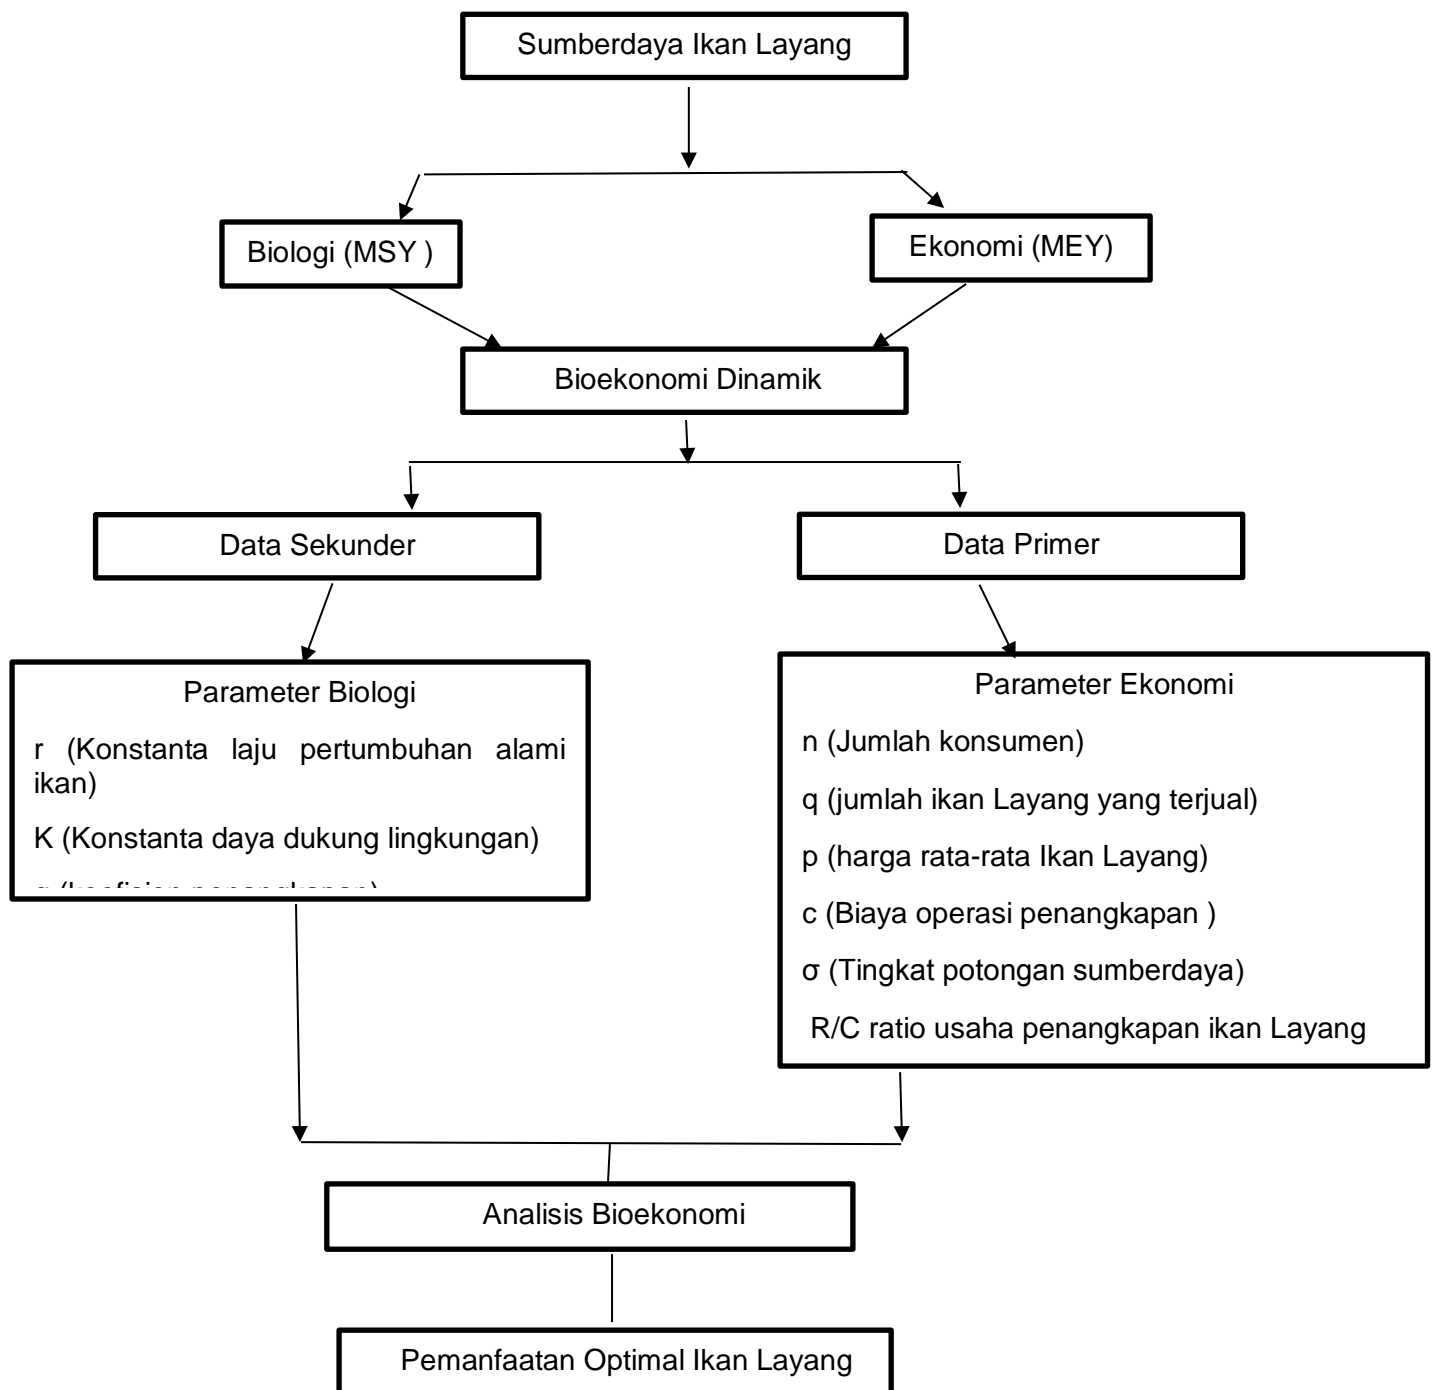 Sumberdaya Ikan Layang
Biologi (MSY )
Ekonomi (MEY)
Bioekonomi Dinamik
Data Sekunder
Data Primer
Parameter Biologi
r (Konstanta laju pertumbuhan alami
ikan)
K (Konstanta daya dukung lingkungan)
Parameter Ekonomi
n (Jumlah konsumen)
q (jumlah ikan Layang yang terjual)
p (harga rata-rata Ikan Layang)
c (Biaya operasi penangkapan )
σ (Tingkat potongan sumberdaya)
R/C ratio usaha penangkapan ikan Layang
Analisis Bioekonomi
Pemanfaatan Optimal Ikan Layang